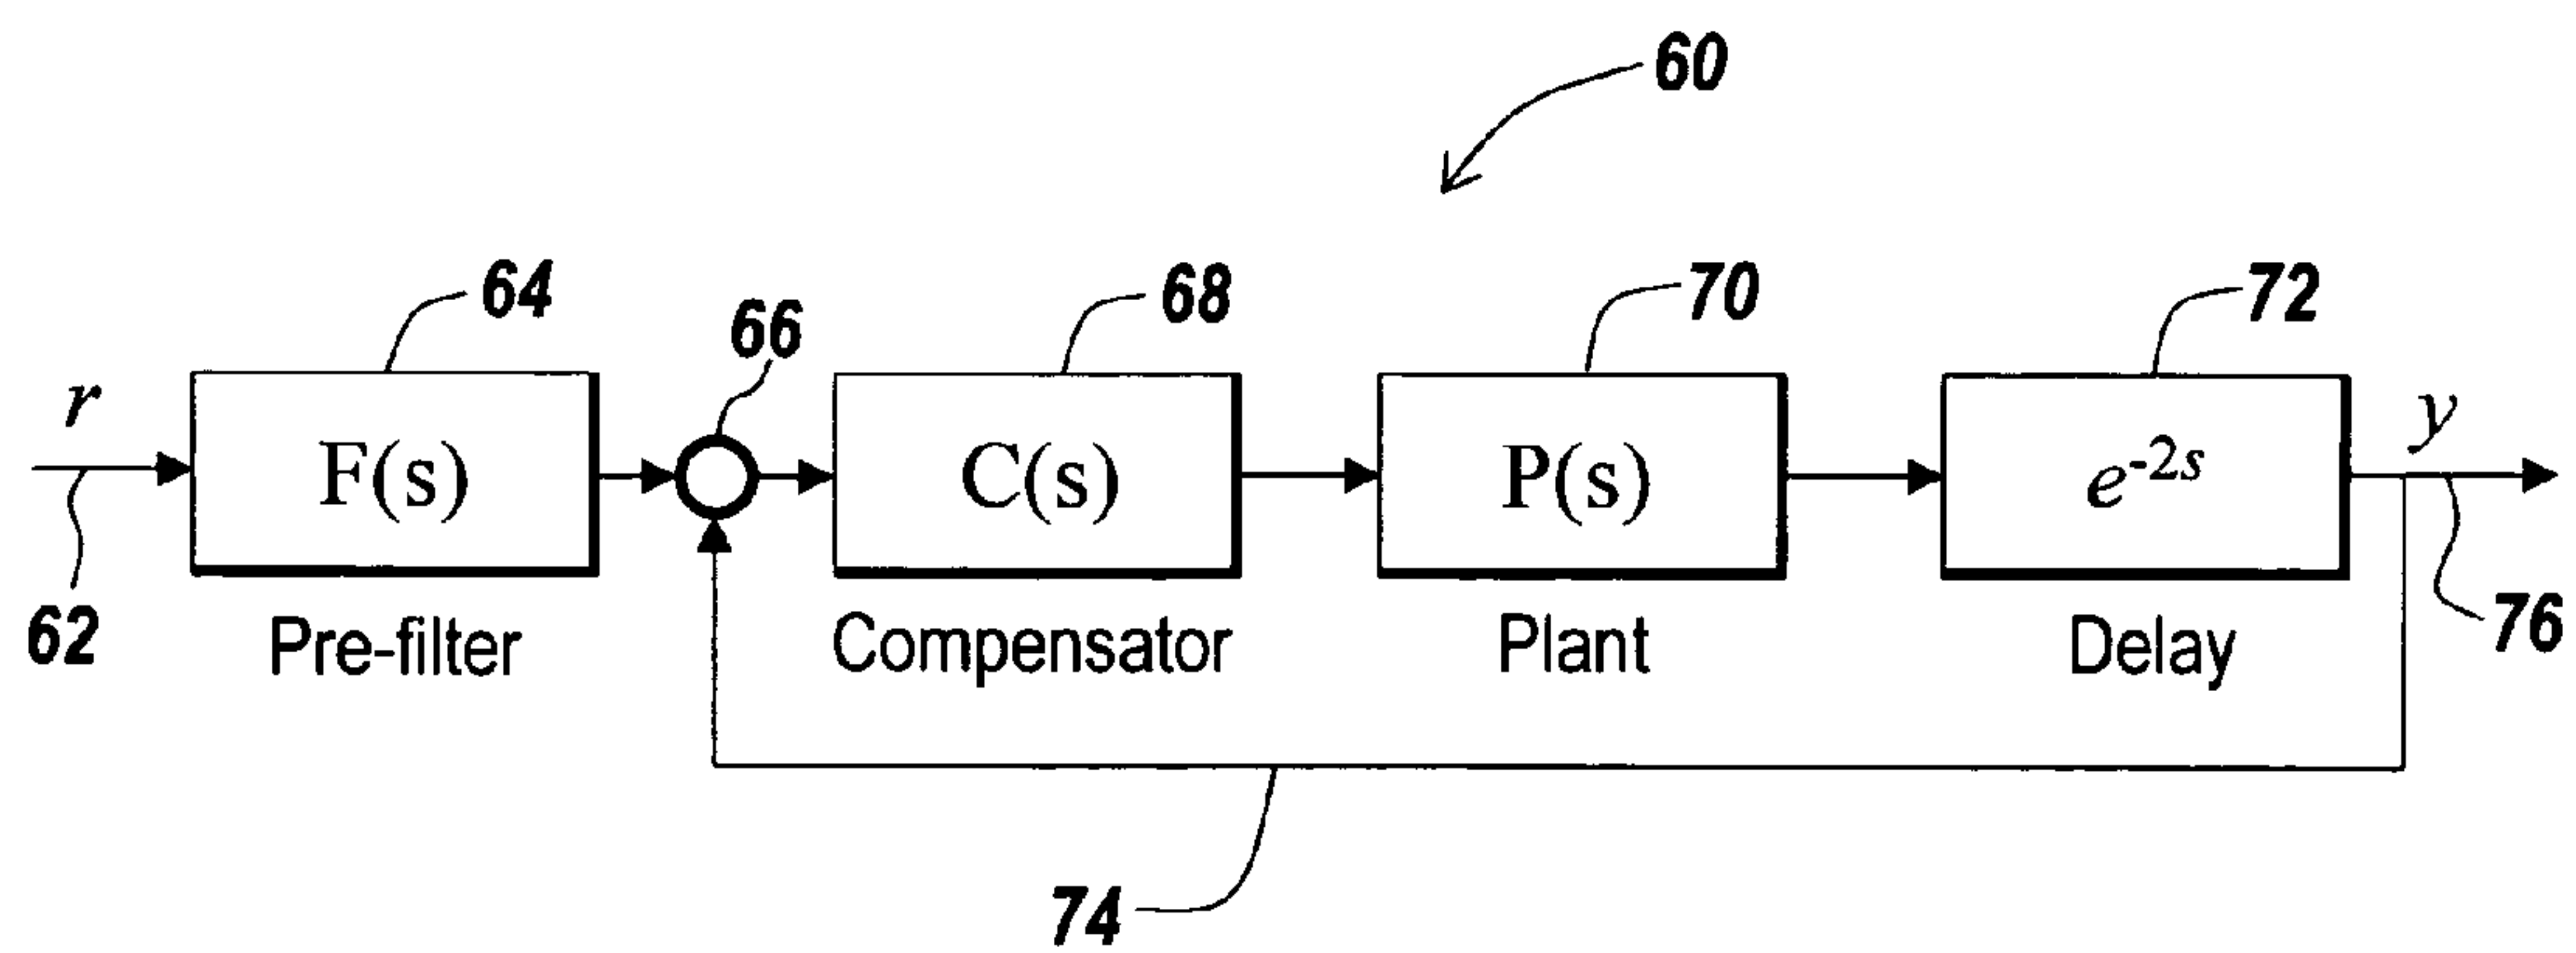 60
64
66
68
70
72
r
F(s)
C(s)
P(s)
e-2s
y
62
Pre-filter
Compensator
Plant
Delay
76
74